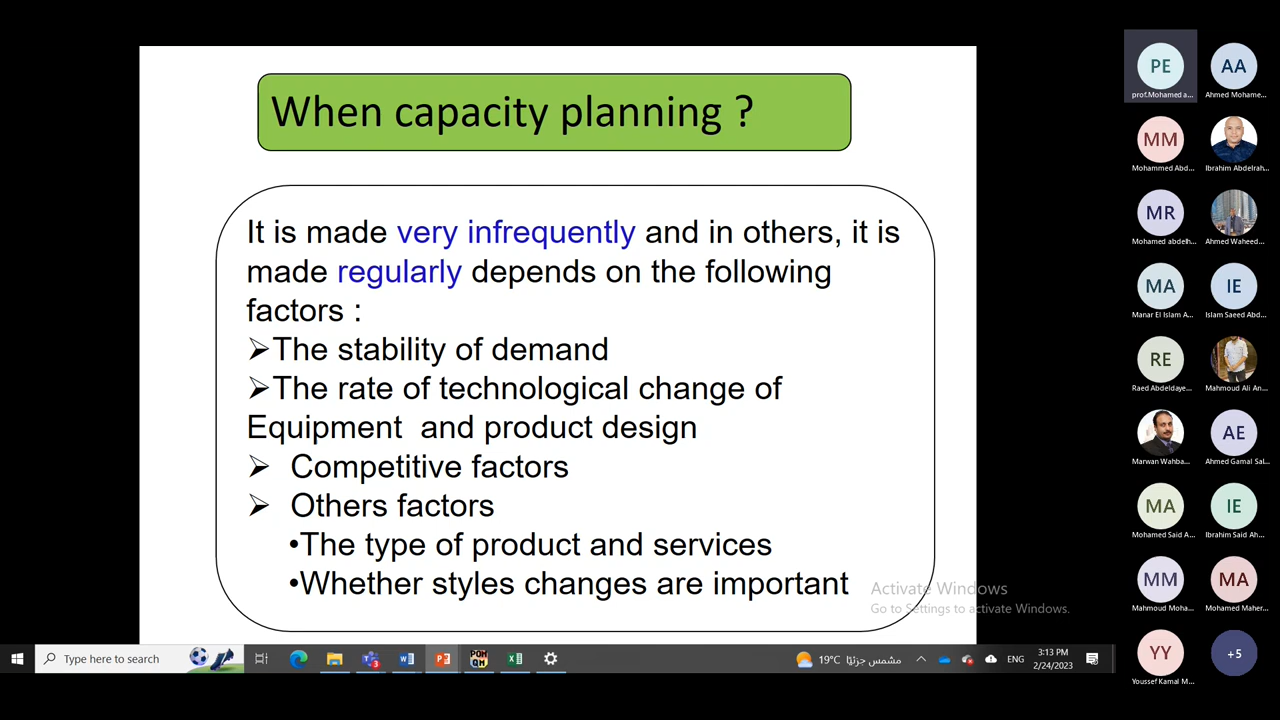 When capacity planning ?
It is made very infrequently and in others, it is
made regularly depends on the following
factors :
➢The stability of demand
➢The rate of technological change of
Equipment and product design
➢ Competitive factors
➢ Others factors
•The type of product and services
•Whether styles changes are important
Activate Windows
Go to Settings to activate Windows.
PE
prof.Mohamed a...
AA
Ahmed Mohame...
MM
Mohammed Abd...
Ibrahim Abdelrah...
MR
Mohamed abdelh...
Ahmed Waheed...
MA
Manar El Islam A...
IE
Islam Saeed Abd...
RE
Raed Abdeldaye...
Mahmoud Ali An...
Marwan Wahba...
AE
Ahmed Gamal Sal...
MA
Mohamed Said A...
IE
Ibrahim Said Ah...
MM
Mahmoud Moha...
MA
Mohamed Maher...
YY
Youssef Kamal M...
+5
Type here to search
POM
QM
19°C مشمس جزئيًا
ENG
3:13 PM
2/24/2023